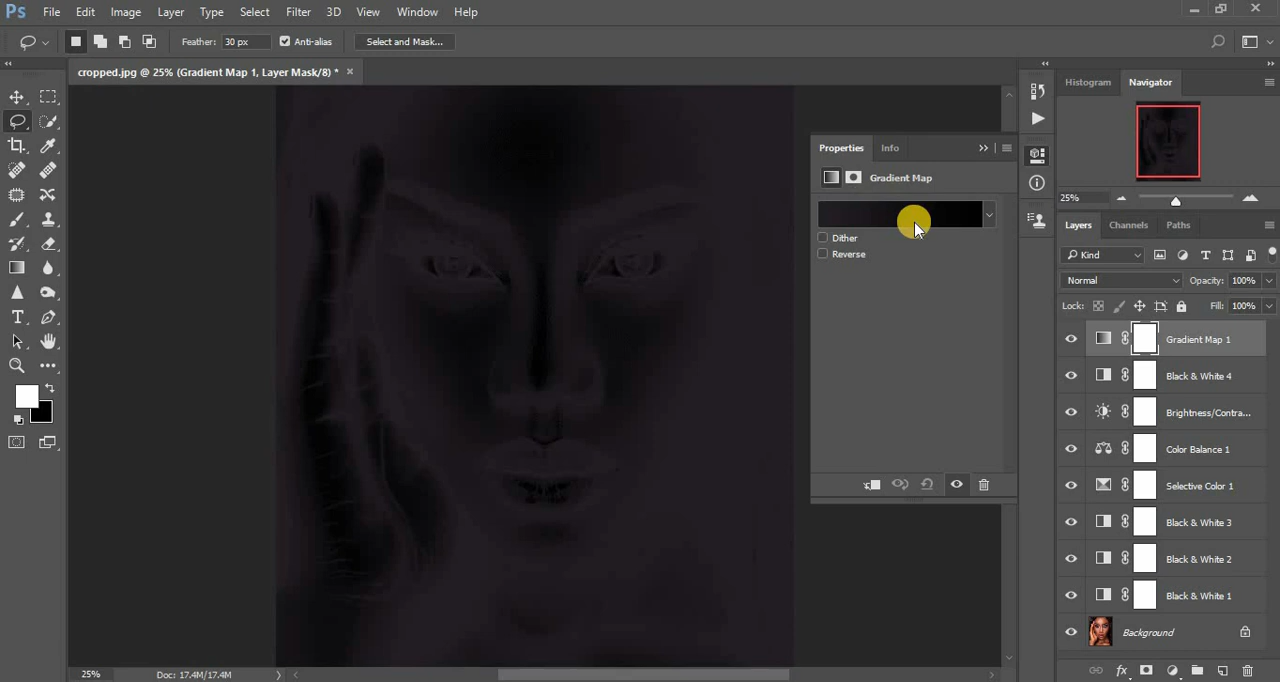 Ps File Edit Image Layer Type Select Filter 3D View Window Help
Feather: 30 px Anti-alias Select and Mask...
cropped.jpg @ 25% (Gradient Map 1, Layer Mask/8) *
Histogram Navigator
Properties Info
Gradient Map
Dither
Reverse
25%
Layers Channels Paths
Kind
Normal Opacity: 100%
Lock: Fill: 100%
Gradient Map 1
Black & White 4
Brightness/Contra...
Color Balance 1
Selective Color 1
Black & White 3
Black & White 2
Black & White 1
Background
25% Doc: 17.4M/17.4M